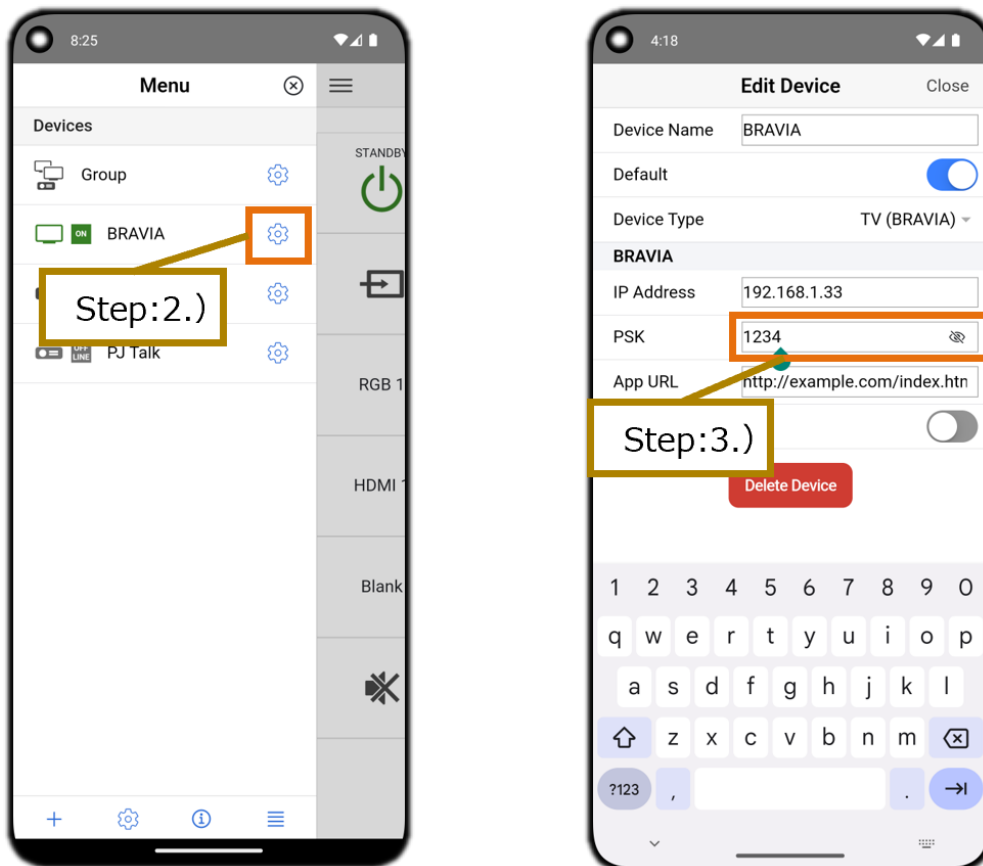 8:25
Menu
Devices
Group
ON BRAVIA
Step:2.)
OFF LINE PJ Talk
STANDBY
RGB 1
HDMI 1
Blank
4:18
Edit Device Close
Device Name BRAVIA
Default
Device Type TV (BRAVIA)
BRAVIA
IP Address 192.168.1.33
PSK 1234
App URL http://example.com/index.htn
Step:3.)
Delete Device
1 2 3 4 5 6 7 8 9 0
q w e r t y u i o p
a s d f g h j k l
z x c v b n m
?123 , .